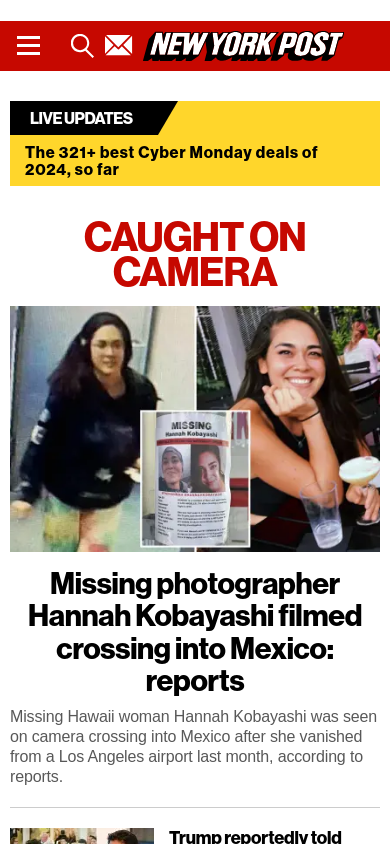 NEW YORK POST
LIVE UPDATES
The 321+ best Cyber Monday deals of
2024, so far
CAUGHT ON
CAMERA
MISSING
Hannah Kobayashi
Missing photographer
Hannah Kobayashi filmed
crossing into Mexico:
reports
Missing Hawaii woman Hannah Kobayashi was seen
on camera crossing into Mexico after she vanished
from a Los Angeles airport last month, according to
reports.
Trump reportedly told